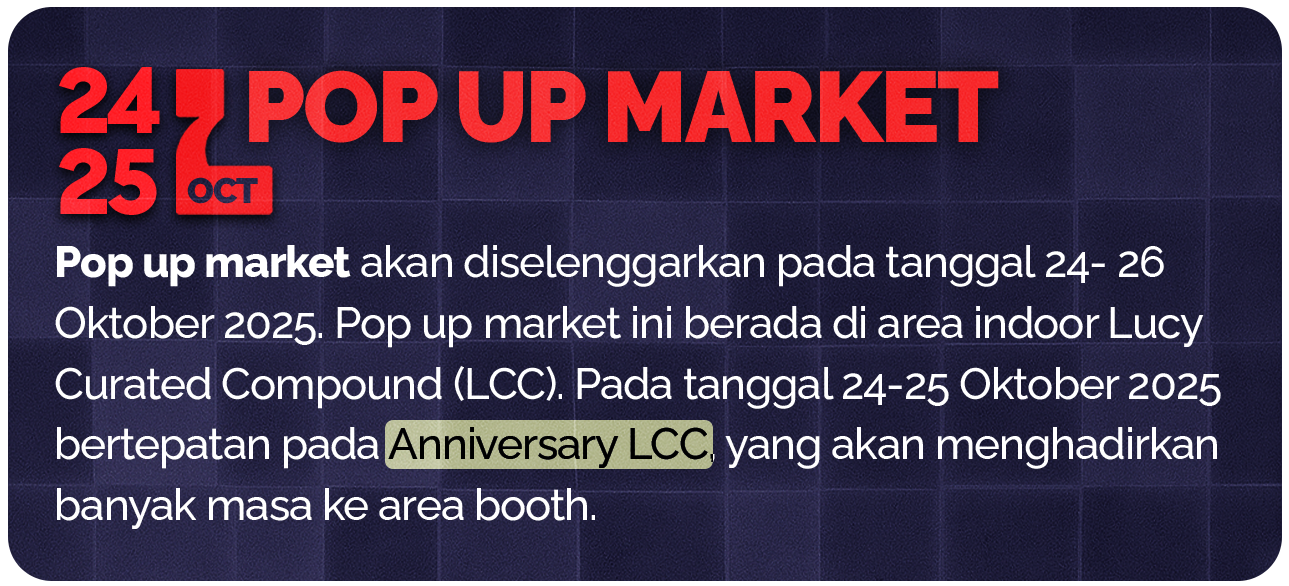 24
25
OCT
POP UP MARKET
Pop up market akan diselenggarkan pada tanggal 24- 26
Oktober 2025. Pop up market ini berada di area indoor Lucy
Curated Compound (LCC). Pada tanggal 24-25 Oktober 2025
bertepatan pada Anniversary LCC, yang akan menghadirkan
banyak masa ke area booth.